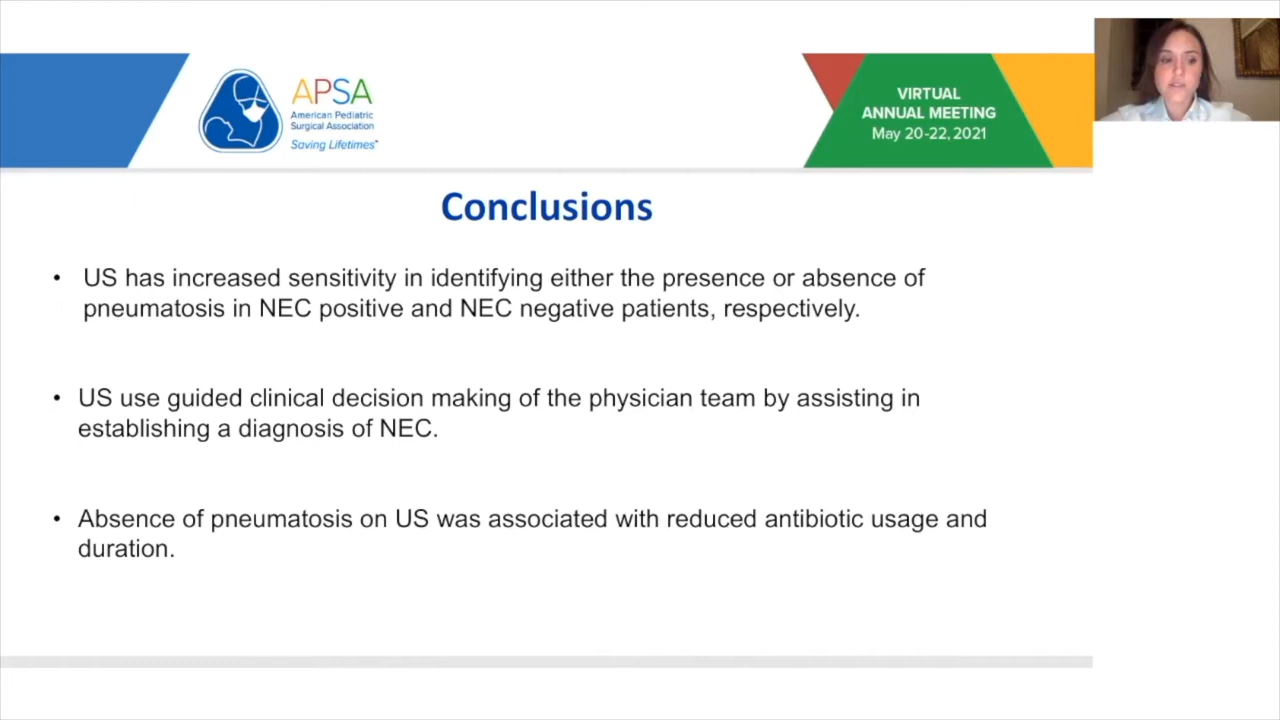 APSA
American Pediatric
Surgical Association
Saving Lifetimes™
VIRTUAL
ANNUAL MEETING
May 20-22, 2021
Conclusions
• US has increased sensitivity in identifying either the presence or absence of
pneumatosis in NEC positive and NEC negative patients, respectively.
• US use guided clinical decision making of the physician team by assisting in
establishing a diagnosis of NEC.
• Absence of pneumatosis on US was associated with reduced antibiotic usage and
duration.